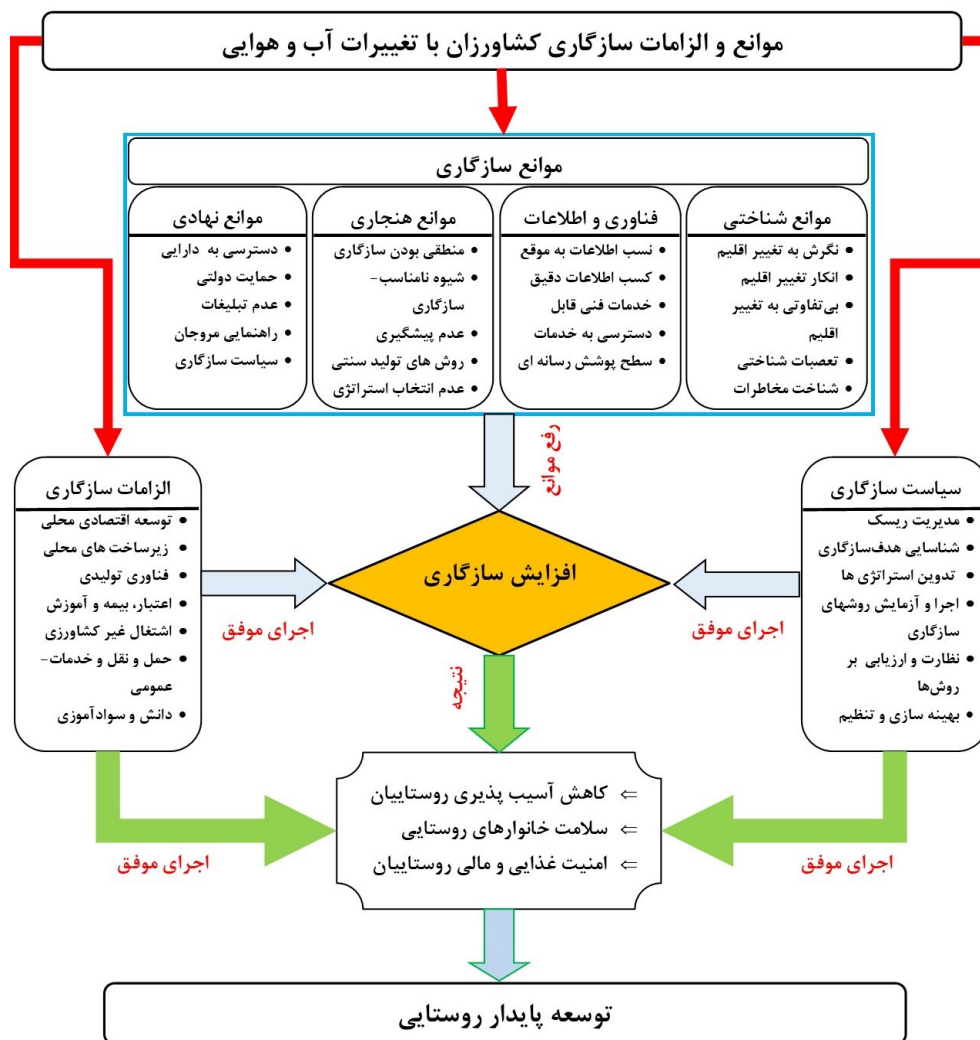 موانع و الزامات سازگاری کشاورزان با تغییرات آب و هوایی
موانع سازگاری
موانع شناختی
نگرش به تغییر اقلیم
انکار تغییر اقلیم
بی‌تفاوتی به تغییر
اقلیم
تعصبات شناختی
شناخت مخاطرات
فناوری و اطلاعات
نسب اطلاعات به موقع
کسب اطلاعات دقیق
خدمات فنی قابل
دسترسی به خدمات
سطح پوشش رسانه ای
موانع هنجاری
منطقی بودن سازگاری
شیوه نامناسب-
سازگاری
عدم پیشگیری
روش های تولید سنتی
عدم انتخاب استراتژی
موانع نهادی
دسترسی به دارایی
حمایت دولتی
عدم تبلیغات
راهنمایی مروجان
سیاست سازگاری
رفع موانع
سیاست سازگاری
مدیریت ریسک
شناسایی هدف‌سازگاری
تدوین استراتژی ها
اجرا و آزمایش روشهای
سازگاری
نظارت و ارزیابی بر
روش‌ها
بهینه سازی و تنظیم
اجرای موفق
افزایش سازگاری
اجرای موفق
الزامات سازگاری
توسعه اقتصادی محلی
زیرساخت های محلی
فناوری تولیدی
اعتبار، بیمه و آموزش
اشتغال غیر کشاورزی
حمل و نقل و خدمات-
عمومی
دانش و سوادآموزی
نتیجه
اجرای موفق
⇐ کاهش آسیب پذیری روستاییان
⇐ سلامت خانوارهای روستایی
⇐ امنیت غذایی و مالی روستاییان
اجرای موفق
توسعه پایدار روستایی